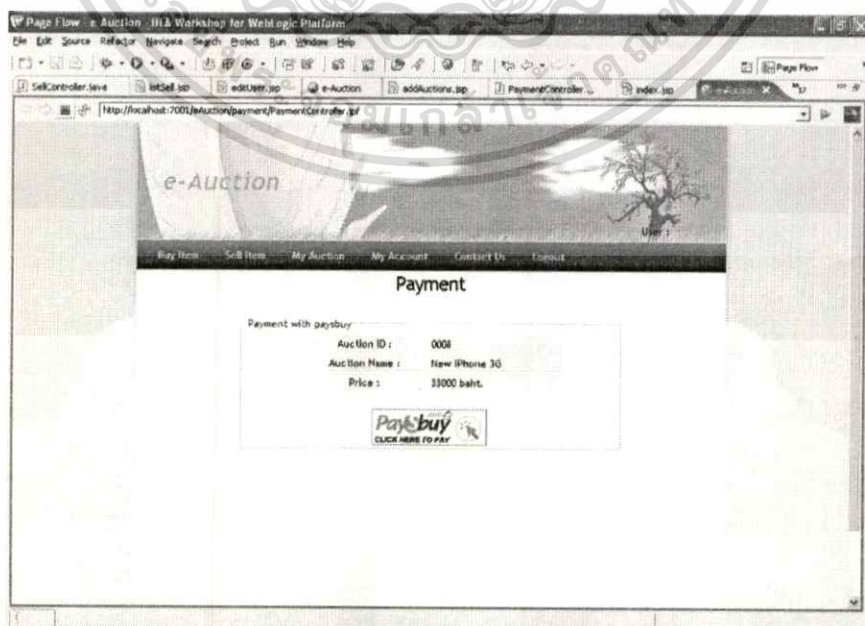 Page Flow - e-Auction - BEA Workshop for WebLogic Platform
File Edit Source Refactor Navigate Search Project Run Window Help
Page Flow
SellController.java listSell.jsp editUser.jsp e-Auction addAuctions.jsp PaymentController index.jsp e-Auction
http://localhost:7001/eAuction/payment/PaymentController.jpf
e-Auction
User :
Buy Item Sell Item My Auction My Account Contact Us Logout
Payment
Payment with paysbuy
Auction ID : 0008
Auction Name : New iPhone 3G
Price : 33000 baht.
Paysbuy
CLICK HERE TO PAY